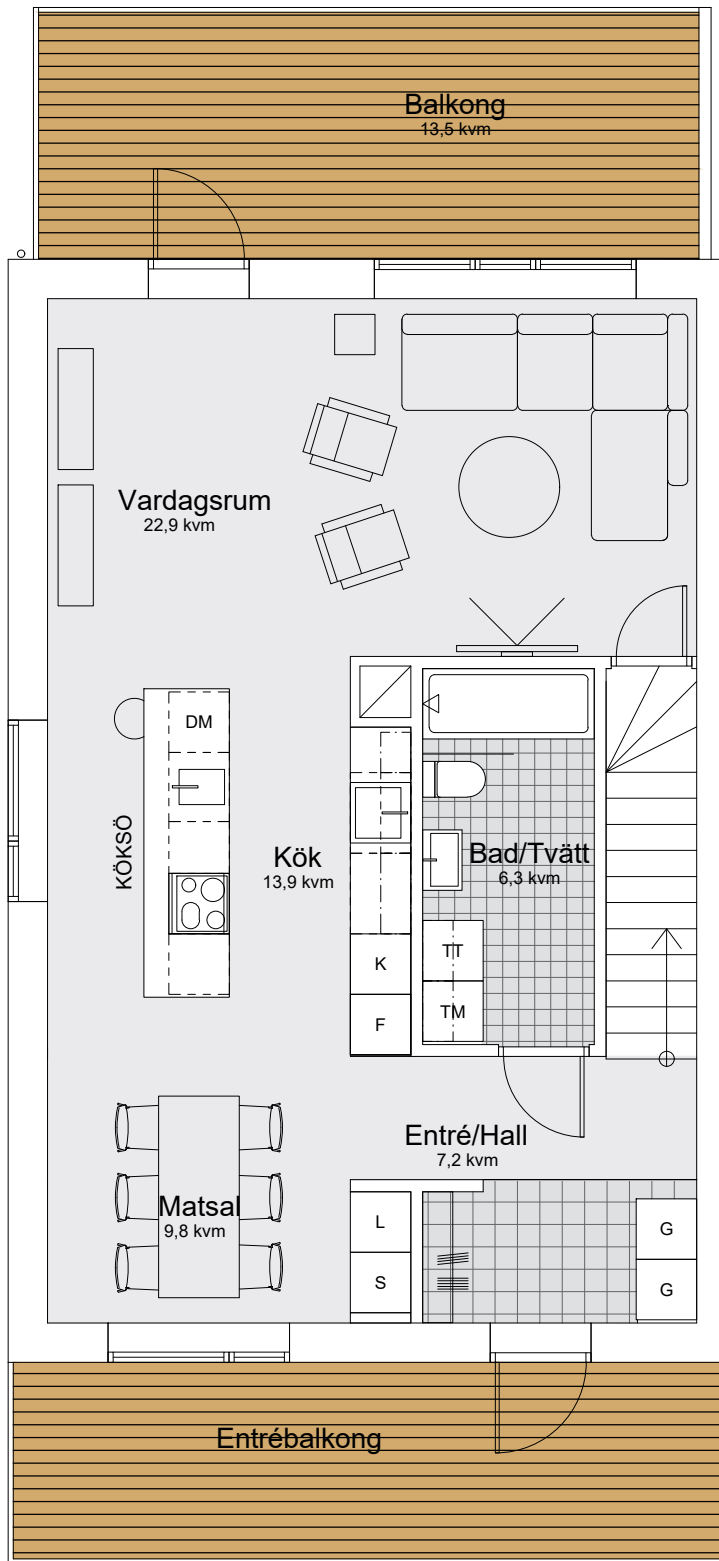 Balkong
13,5 kvm
Vardagsrum
22,9 kvm
DM
KÖKSÖ
Kök
13,9 kvm
Bad/Tvätt
6,3 kvm
TT
K
TM
F
Entré/Hall
7,2 kvm
Matsal
9,8 kvm
L
G
S
G
Entrébalkong